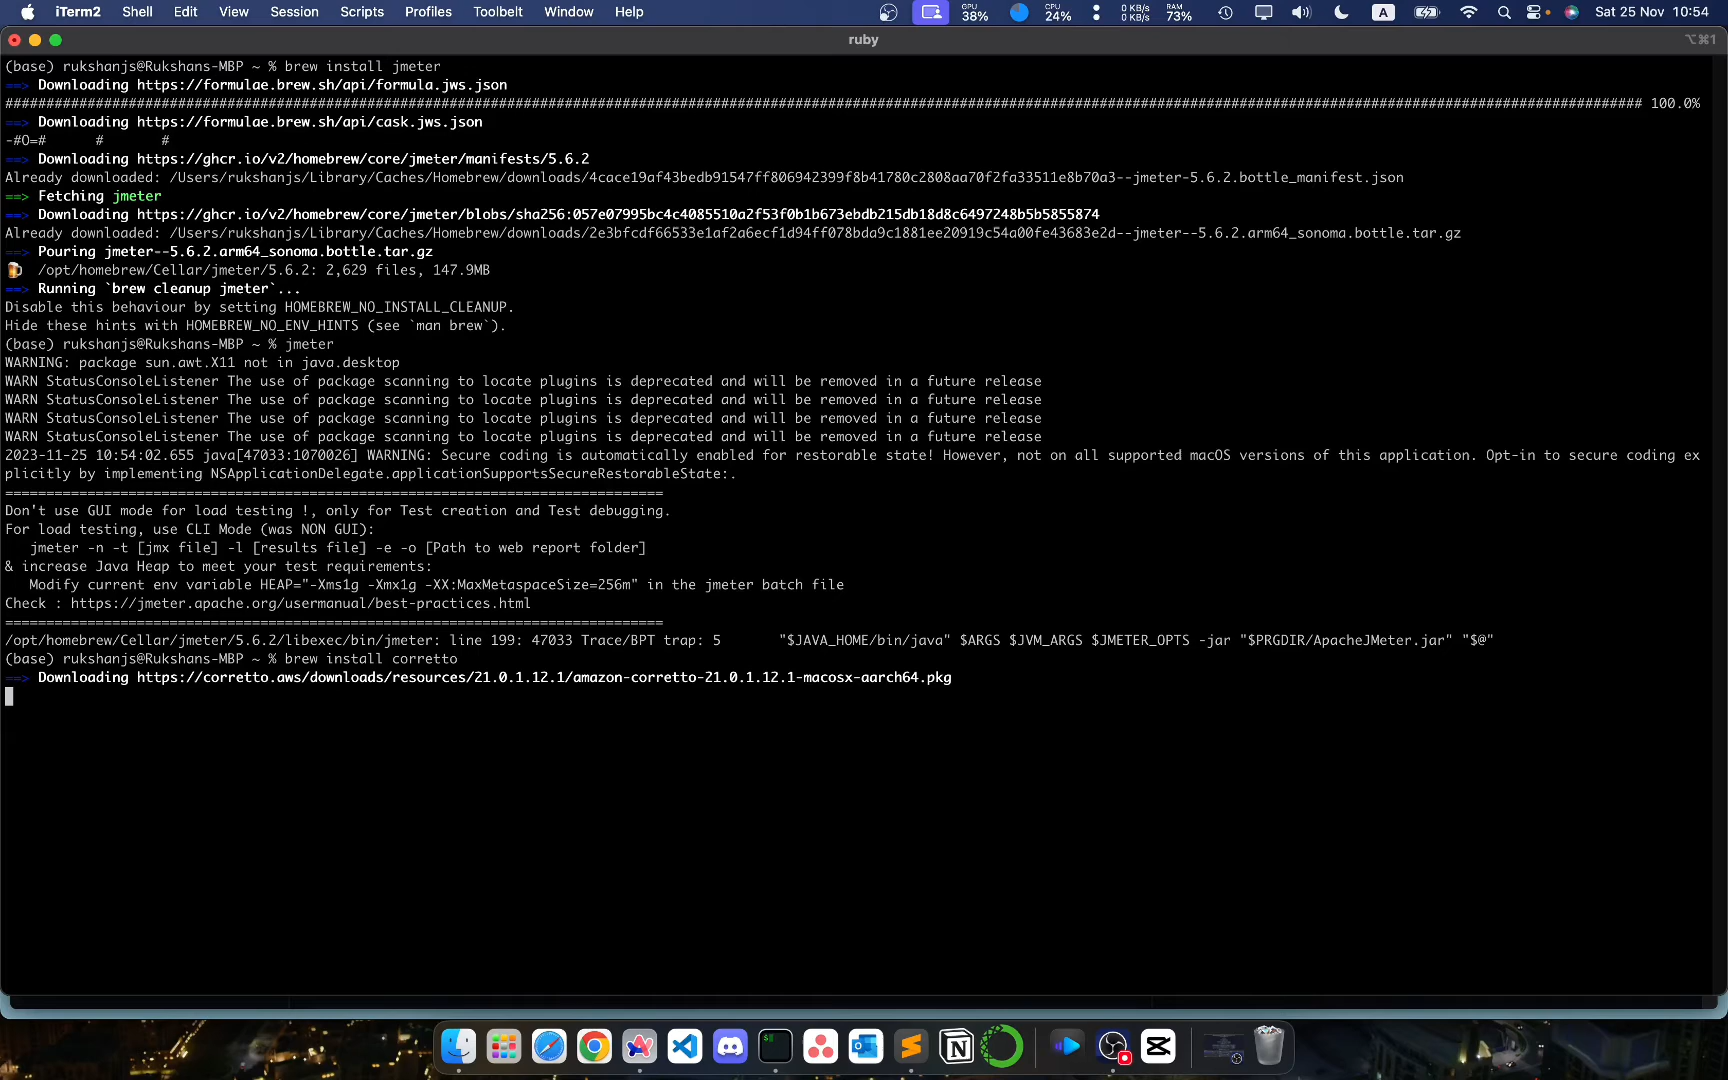 iTerm2 Shell Edit View Session Scripts Profiles Toolbelt Window Help GPU 38% CPU 24% 0 KB/s 0 KB/s RAM 73% A Sat 25 Nov 10:54
ruby ⌥⌘1
(base) rukshanjs@Rukshans-MBP ~ % brew install jmeter
==> Downloading https://formulae.brew.sh/api/formula.jws.json
######################################################################################################################################################################################################## 100.0%
==> Downloading https://formulae.brew.sh/api/cask.jws.json
-#O=#      #       #
==> Downloading https://ghcr.io/v2/homebrew/core/jmeter/manifests/5.6.2
Already downloaded: /Users/rukshanjs/Library/Caches/Homebrew/downloads/4cace19af43bedb91547ff806942399f8b41780c2808aa70f2fa33511e8b70a3--jmeter-5.6.2.bottle_manifest.json
==> Fetching jmeter
==> Downloading https://ghcr.io/v2/homebrew/core/jmeter/blobs/sha256:057e07995bc4c4085510a2f53f0b1b673ebdb215db18d8c6497248b5b5855874
Already downloaded: /Users/rukshanjs/Library/Caches/Homebrew/downloads/2e3bfcdf66533e1af2a6ecf1d94ff078bda9c1881ee20919c54a00fe43683e2d--jmeter--5.6.2.arm64_sonoma.bottle.tar.gz
==> Pouring jmeter--5.6.2.arm64_sonoma.bottle.tar.gz
🍺  /opt/homebrew/Cellar/jmeter/5.6.2: 2,629 files, 147.9MB
==> Running `brew cleanup jmeter`...
Disable this behaviour by setting HOMEBREW_NO_INSTALL_CLEANUP.
Hide these hints with HOMEBREW_NO_ENV_HINTS (see `man brew`).
(base) rukshanjs@Rukshans-MBP ~ % jmeter
WARNING: package sun.awt.X11 not in java.desktop
WARN StatusConsoleListener The use of package scanning to locate plugins is deprecated and will be removed in a future release
WARN StatusConsoleListener The use of package scanning to locate plugins is deprecated and will be removed in a future release
WARN StatusConsoleListener The use of package scanning to locate plugins is deprecated and will be removed in a future release
WARN StatusConsoleListener The use of package scanning to locate plugins is deprecated and will be removed in a future release
2023-11-25 10:54:02.655 java[47033:1070026] WARNING: Secure coding is automatically enabled for restorable state! However, not on all supported macOS versions of this application. Opt-in to secure coding ex
plicitly by implementing NSApplicationDelegate.applicationSupportsSecureRestorableState:.
================================================================================
Don't use GUI mode for load testing !, only for Test creation and Test debugging.
For load testing, use CLI Mode (was NON GUI):
   jmeter -n -t [jmx file] -l [results file] -e -o [Path to web report folder]
& increase Java Heap to meet your test requirements:
   Modify current env variable HEAP="-Xms1g -Xmx1g -XX:MaxMetaspaceSize=256m" in the jmeter batch file
Check : https://jmeter.apache.org/usermanual/best-practices.html
================================================================================
/opt/homebrew/Cellar/jmeter/5.6.2/libexec/bin/jmeter: line 199: 47033 Trace/BPT trap: 5       "$JAVA_HOME/bin/java" $ARGS $JVM_ARGS $JMETER_OPTS -jar "$PRGDIR/ApacheJMeter.jar" "$@"
(base) rukshanjs@Rukshans-MBP ~ % brew install corretto
==> Downloading https://corretto.aws/downloads/resources/21.0.1.12.1/amazon-corretto-21.0.1.12.1-macosx-aarch64.pkg